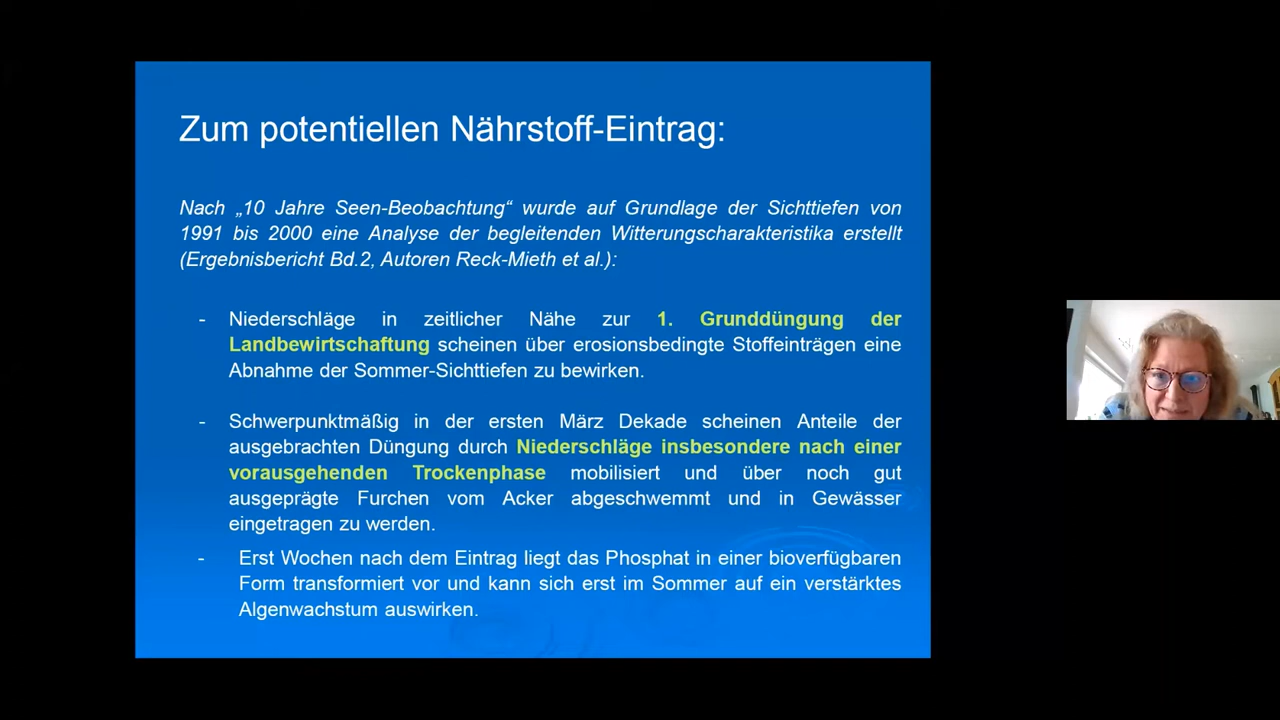 Zum potentiellen Nährstoff-Eintrag:
Nach „10 Jahre Seen-Beobachtung“ wurde auf Grundlage der Sichttiefen von
1991 bis 2000 eine Analyse der begleitenden Witterungscharakteristika erstellt
(Ergebnisbericht Bd.2, Autoren Reck-Mieth et al.):
- Niederschläge in zeitlicher Nähe zur 1. Grunddüngung der
Landbewirtschaftung scheinen über erosionsbedingte Stoffeinträgen eine
Abnahme der Sommer-Sichttiefen zu bewirken.
- Schwerpunktmäßig in der ersten März Dekade scheinen Anteile der
ausgebrachten Düngung durch Niederschläge insbesondere nach einer
vorausgehenden Trockenphase mobilisiert und über noch gut
ausgeprägte Furchen vom Acker abgeschwemmt und in Gewässer
eingetragen zu werden.
- Erst Wochen nach dem Eintrag liegt das Phosphat in einer bioverfügbaren
Form transformiert vor und kann sich erst im Sommer auf ein verstärktes
Algenwachstum auswirken.